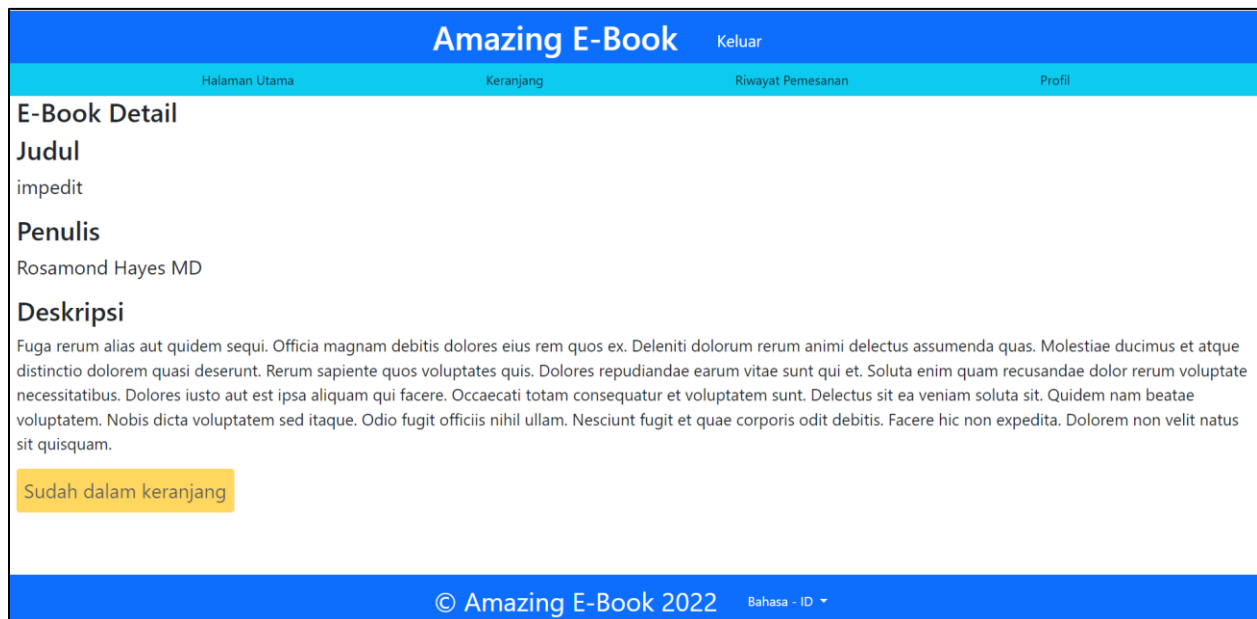 Amazing E-Book Keluar
Halaman Utama Keranjang Riwayat Pemesanan Profil
E-Book Detail
Judul
impedit
Penulis
Rosamond Hayes MD
Deskripsi
Fuga rerum alias aut quidem sequi. Officia magnam debitis dolores eius rem quos ex. Deleniti dolorum rerum animi delectus assumenda quas. Molestiae ducimus et atque
distinctio dolorem quasi deserunt. Rerum sapiente quos voluptates quis. Dolores repudiandae earum vitae sunt qui et. Soluta enim quam recusandae dolor rerum voluptate
necessitatibus. Dolores iusto aut est ipsa aliquam qui facere. Occaecati totam consequatur et voluptatem sunt. Delectus sit ea veniam soluta sit. Quidem nam beatae
voluptatem. Nobis dicta voluptatem sed itaque. Odio fugit officiis nihil ullam. Nesciunt fugit et quae corporis odit debitis. Facere hic non expedita. Dolorem non velit natus
sit quisquam.
Sudah dalam keranjang
© Amazing E-Book 2022 Bahasa - ID